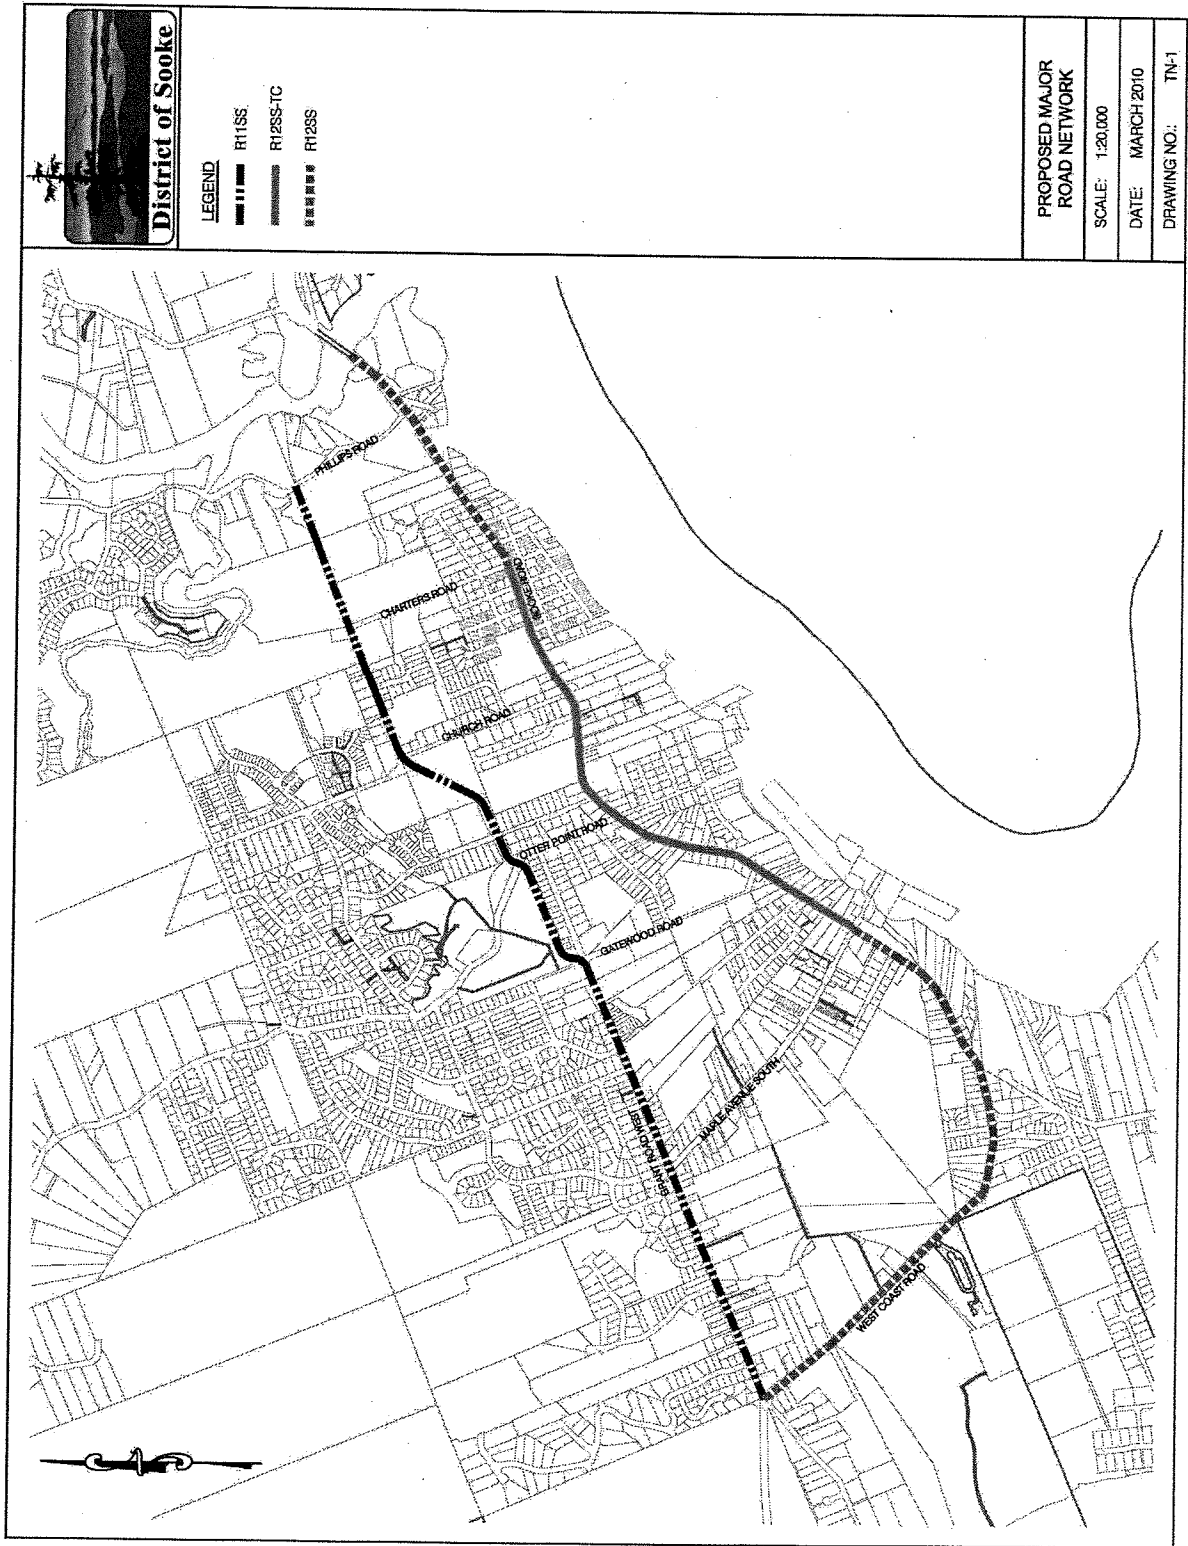 District of Sooke
LEGEND
R11SS
R12SS-TC
R12SS
PHILLIPS ROAD
CHARTERS ROAD
SOOKE ROAD
CHURCH ROAD
OTTER POINT ROAD
GATEWOOD ROAD
MAPLE AVENUE SOUTH
GRANT ROAD WEST
WEST COAST ROAD
PROPOSED MAJOR
ROAD NETWORK
SCALE: 1:20,000
DATE: MARCH 2010
DRAWING NO.: TN-1